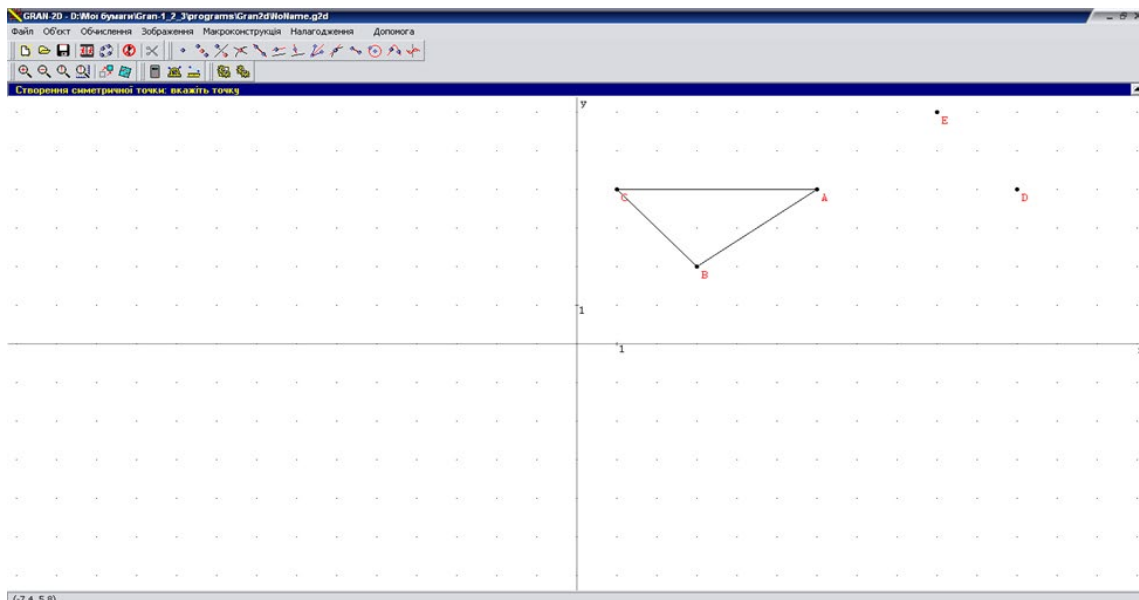 GRAN-2D - D:\Мої бумаги\Gran-1_2_3\programs\Gran2d\NoName.g2d
Файл Об'єкт Обчислення Зображення Макроконструкція Налагодження Допомога
Створення симетричної точки: вкажіть точку
y
E
C
A
D
B
1
1
(-7.4, 5.8)